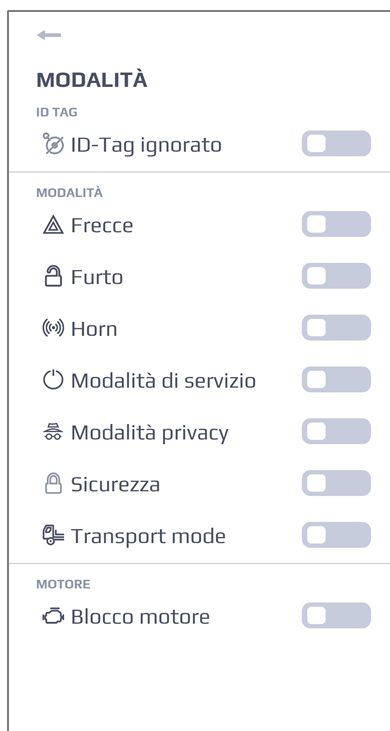 MODALITÀ
ID TAG
ID-Tag ignorato
MODALITÀ
Frecce
Furto
Horn
Modalità di servizio
Modalità privacy
Sicurezza
Transport mode
MOTORE
Blocco motore